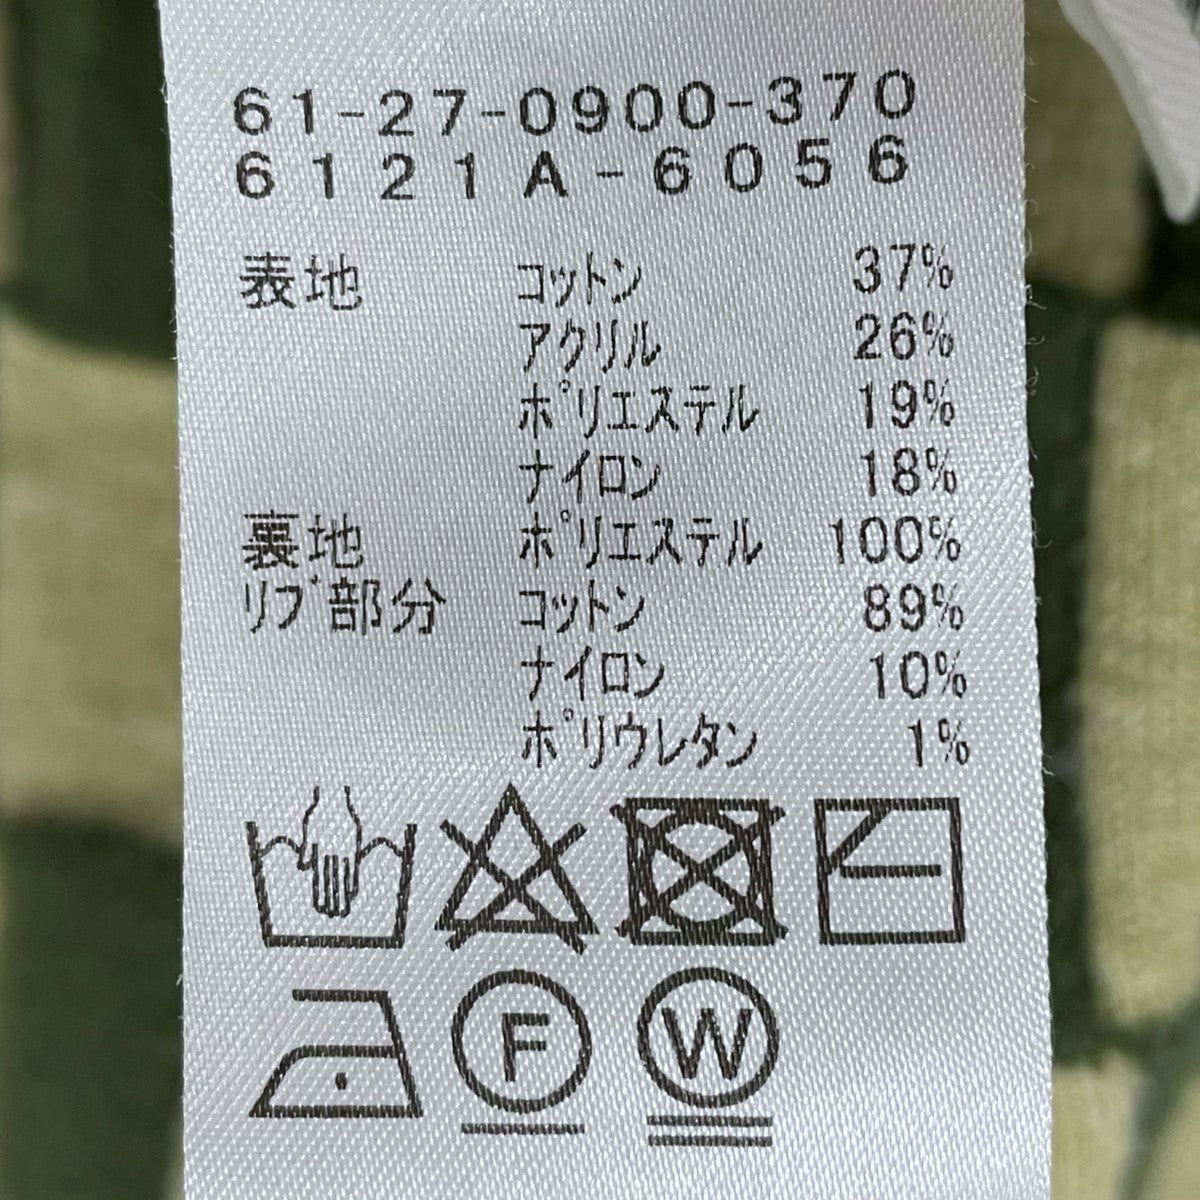 61-27-0900-370
6121A-6056
表地 コットン 37%
アクリル 26%
ポリエステル 19%
ナイロン 18%
裏地 ポリエステル 100%
リブ部分 コットン 89%
ナイロン 10%
ポリウレタン 1%
F W